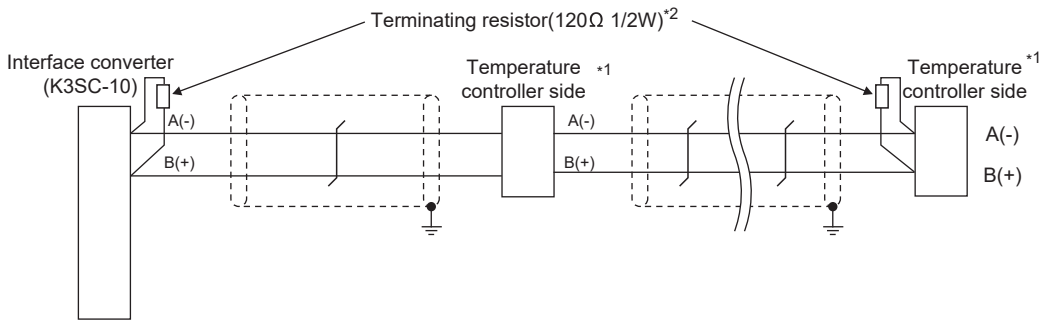 Terminating resistor(120Ω 1/2W)*2
Interface converter
(K3SC-10)
Temperature *1
controller side
Temperature *1
controller side
A(-)
B(+)
A(-)
B(+)
A(-)
B(+)